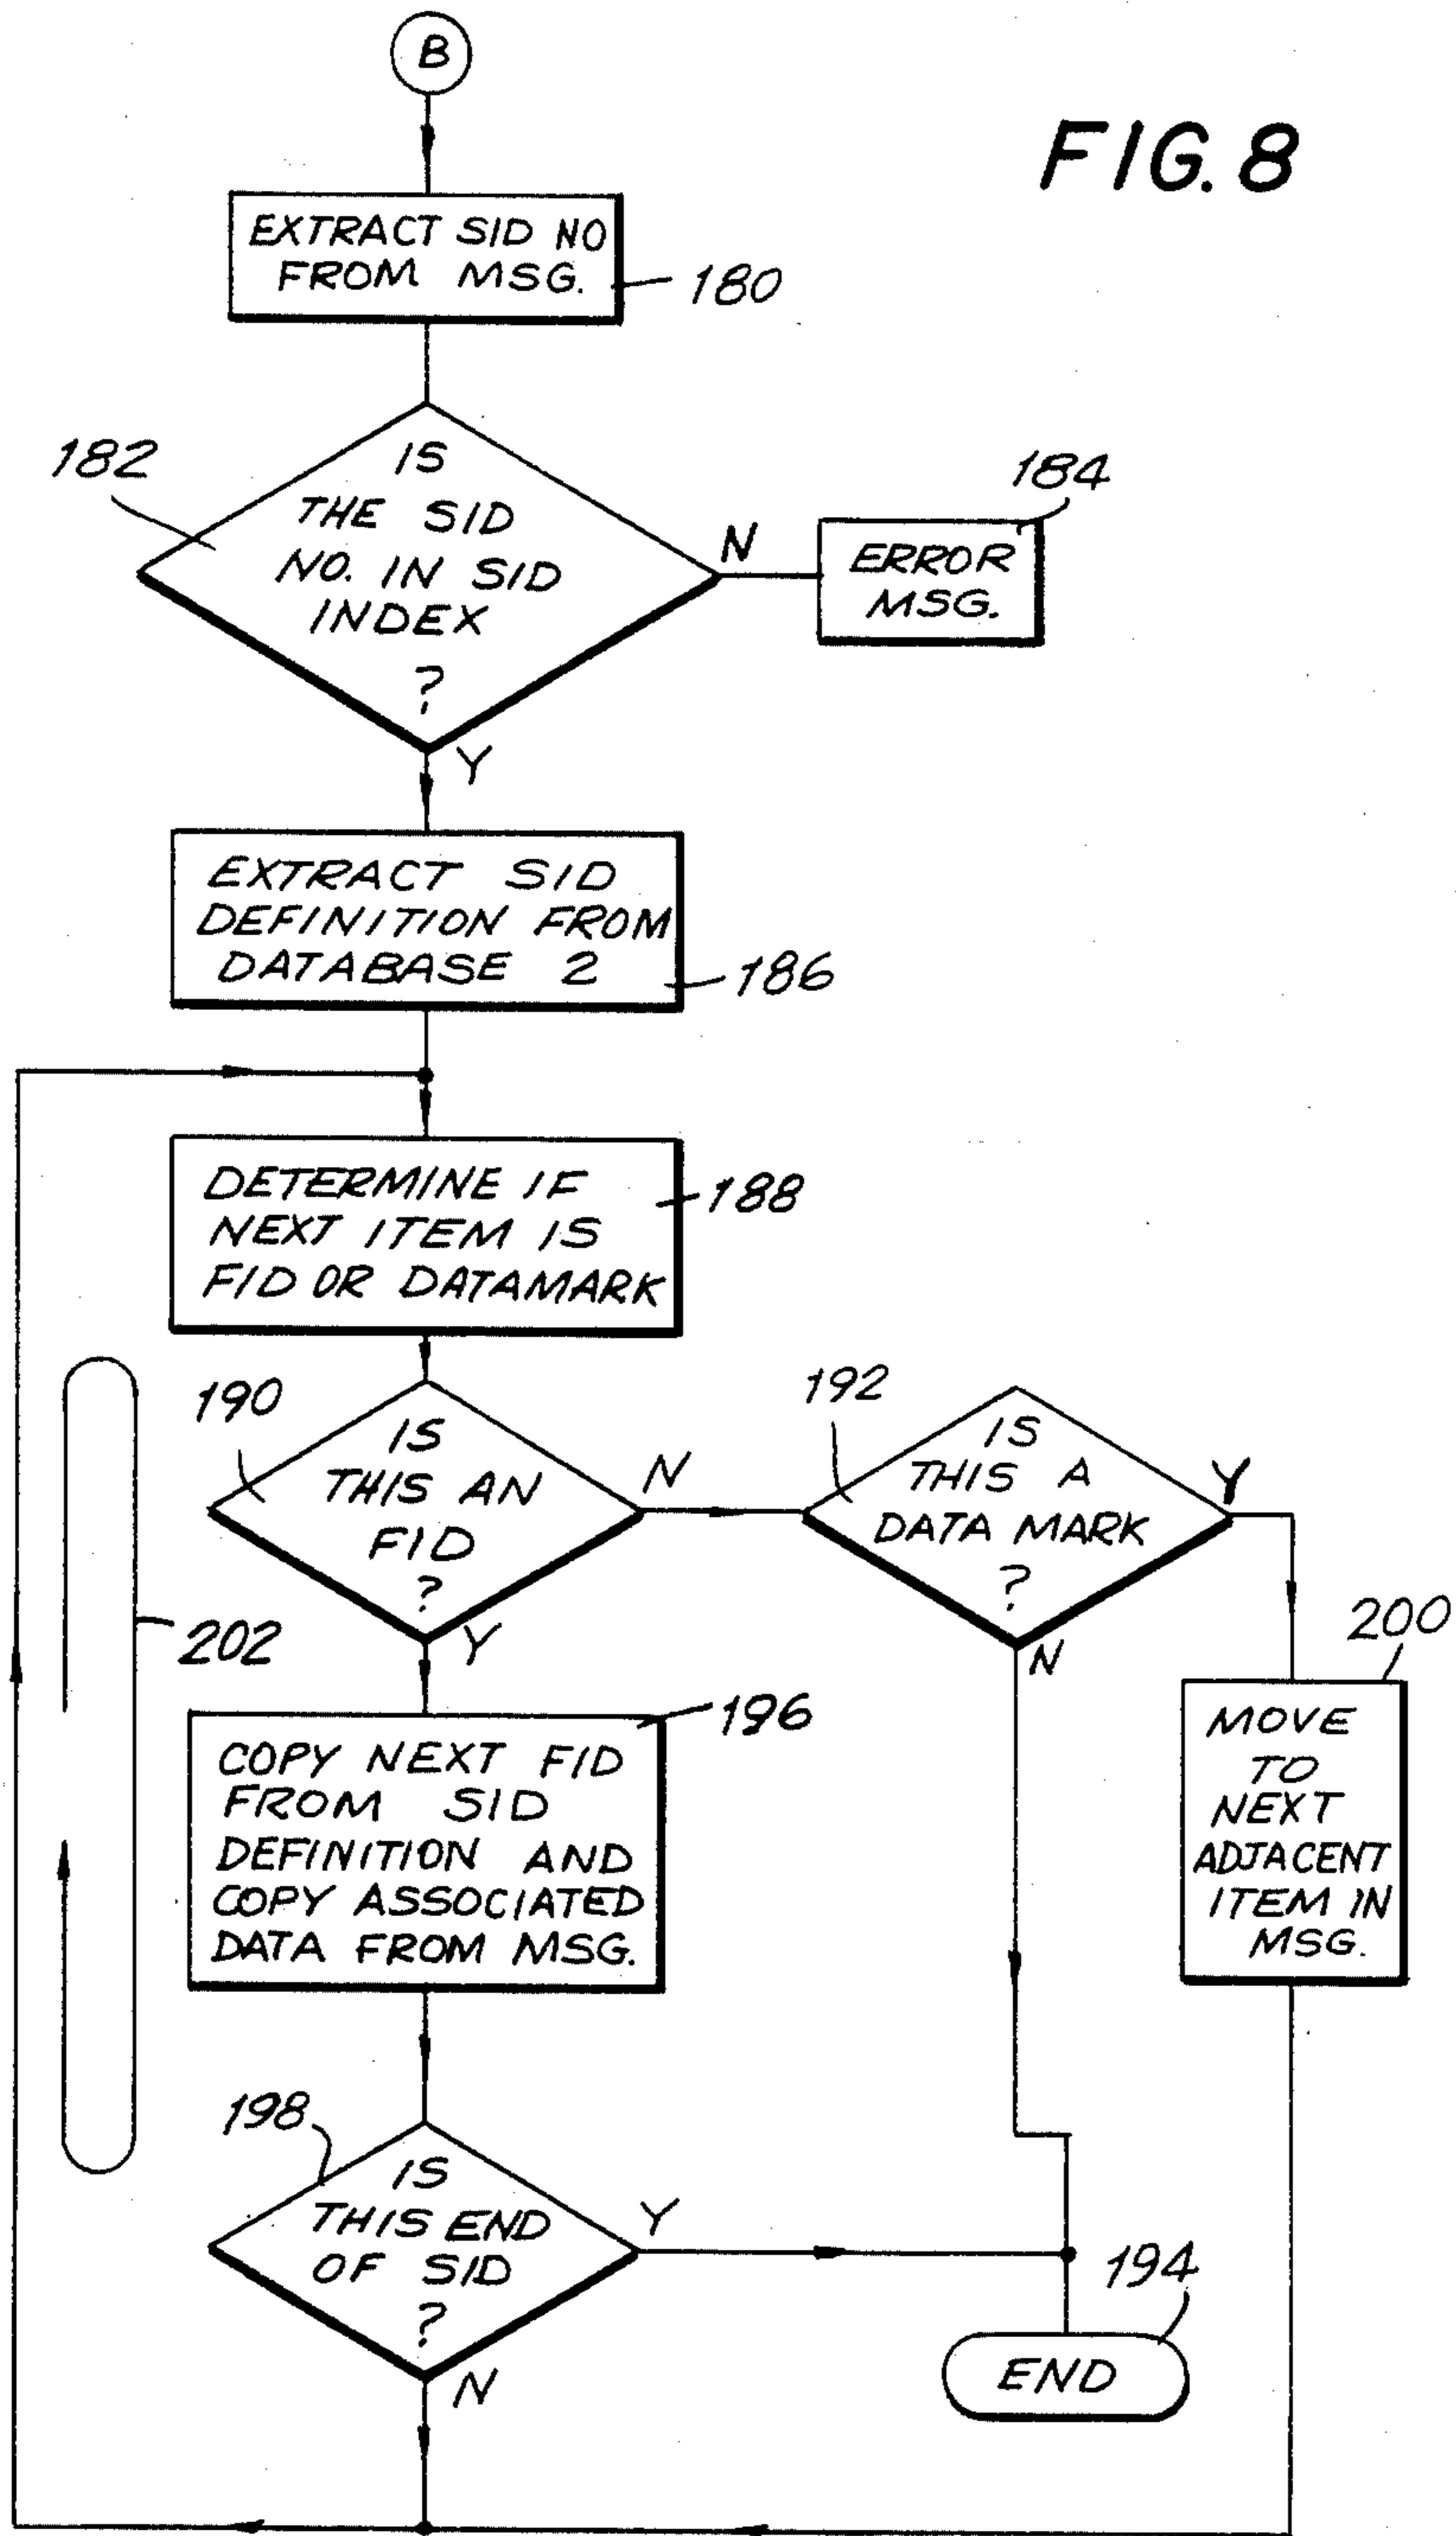 B
FIG. 8
EXTRACT SID NO
FROM MSG.
180
182
IS
THE SID
NO. IN SID
INDEX
?
N
184
ERROR
MSG.
Y
EXTRACT SID
DEFINITION FROM
DATABASE 2
186
DETERMINE IF
NEXT ITEM IS
FID OR DATAMARK
188
190
IS
THIS AN
FID
?
N
192
IS
THIS A
DATA MARK
?
Y
202
Y
N
200
196
COPY NEXT FID
FROM SID
DEFINITION AND
COPY ASSOCIATED
DATA FROM MSG.
MOVE
TO
NEXT
ADJACENT
ITEM IN
MSG.
198
IS
THIS END
OF SID
?
Y
194
END
N